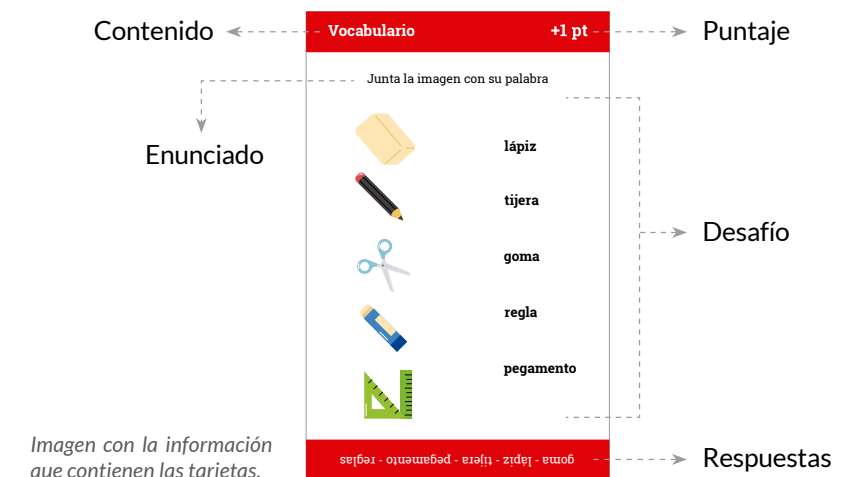 Contenido
Vocabulario
+1 pt
Puntaje
Junta la imagen con su palabra
Enunciado
lápiz
tijera
goma
regla
pegamento
Desafío
goma - lápiz - tijera - pegamento - reglas
Respuestas
Imagen con la información
que contienen las tarjetas.